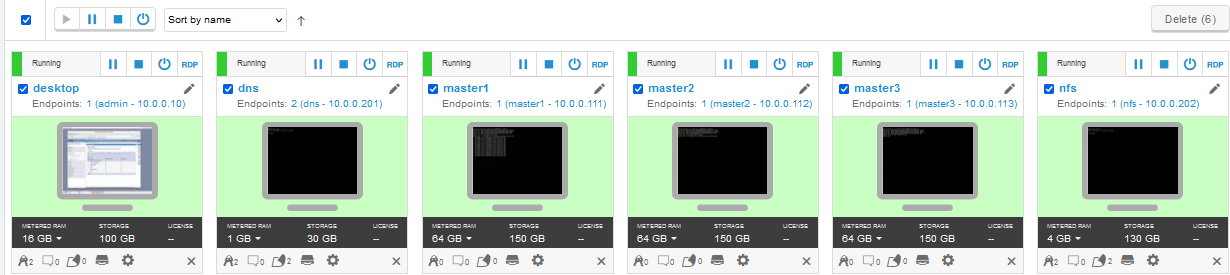 Sort by name
Delete (6)
Running RDP
desktop
Endpoints: 1 (admin - 10.0.0.10)
METERED RAM STORAGE LICENSE
16 GB 100 GB --
2 0 0
Running RDP
dns
Endpoints: 2 (dns - 10.0.0.201)
METERED RAM STORAGE LICENSE
1 GB 30 GB --
2 0 2
Running RDP
master1
Endpoints: 1 (master1 - 10.0.0.111)
METERED RAM STORAGE LICENSE
64 GB 150 GB --
0 0 0
Running RDP
master2
Endpoints: 1 (master2 - 10.0.0.112)
METERED RAM STORAGE LICENSE
64 GB 150 GB --
0 0 0
Running RDP
master3
Endpoints: 1 (master3 - 10.0.0.113)
METERED RAM STORAGE LICENSE
64 GB 150 GB --
0 0 0
Running RDP
nfs
Endpoints: 1 (nfs - 10.0.0.202)
METERED RAM STORAGE LICENSE
4 GB 130 GB --
2 0 2